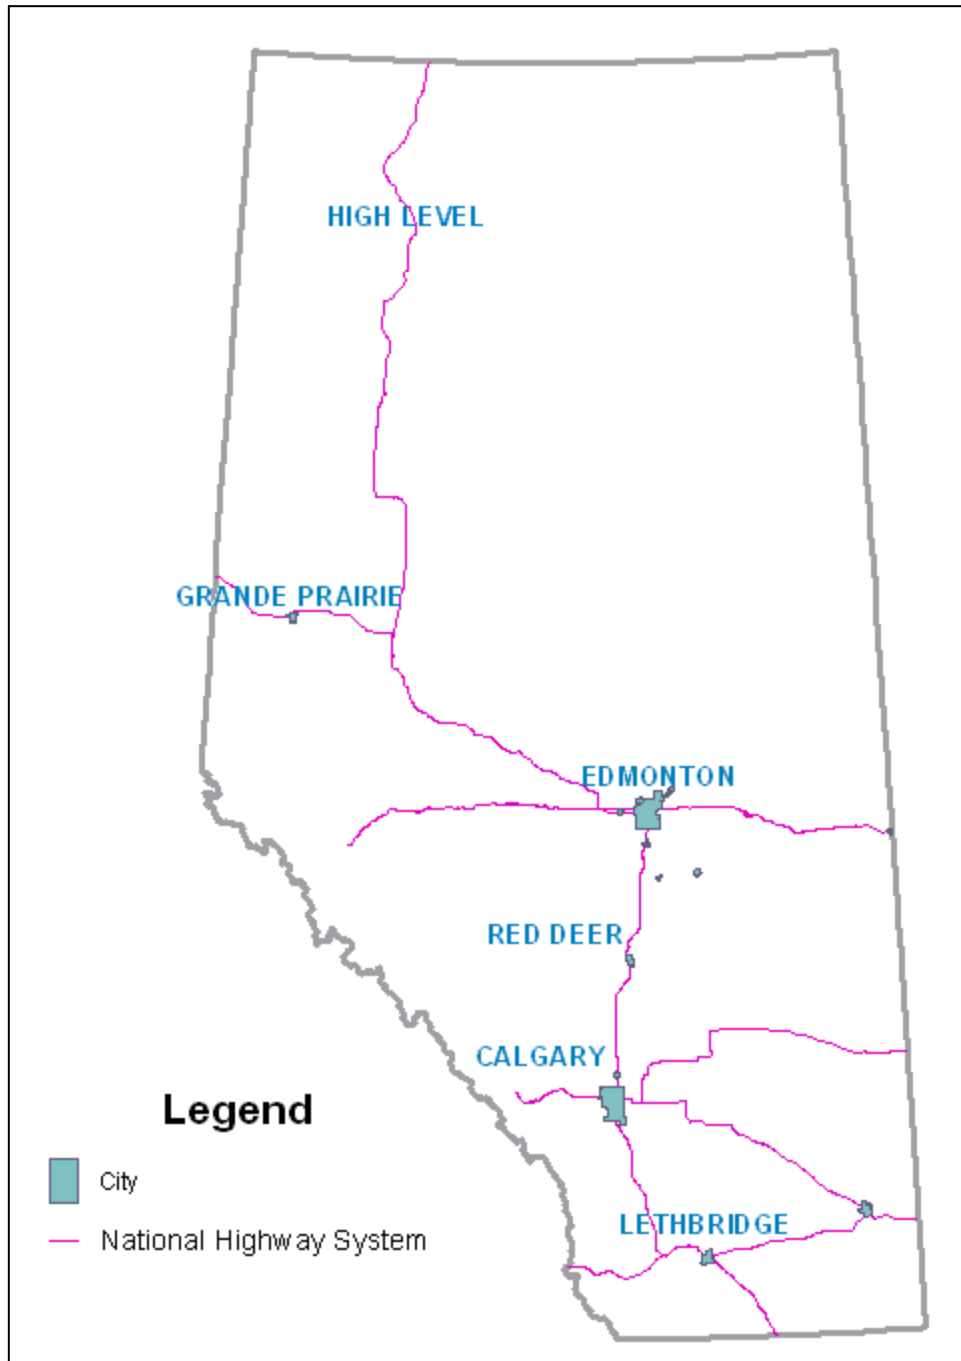 HIGH LEVEL
GRANDE PRAIRIE
EDMONTON
RED DEER
CALGARY
Legend
City
LETHBRIDGE
National Highway System